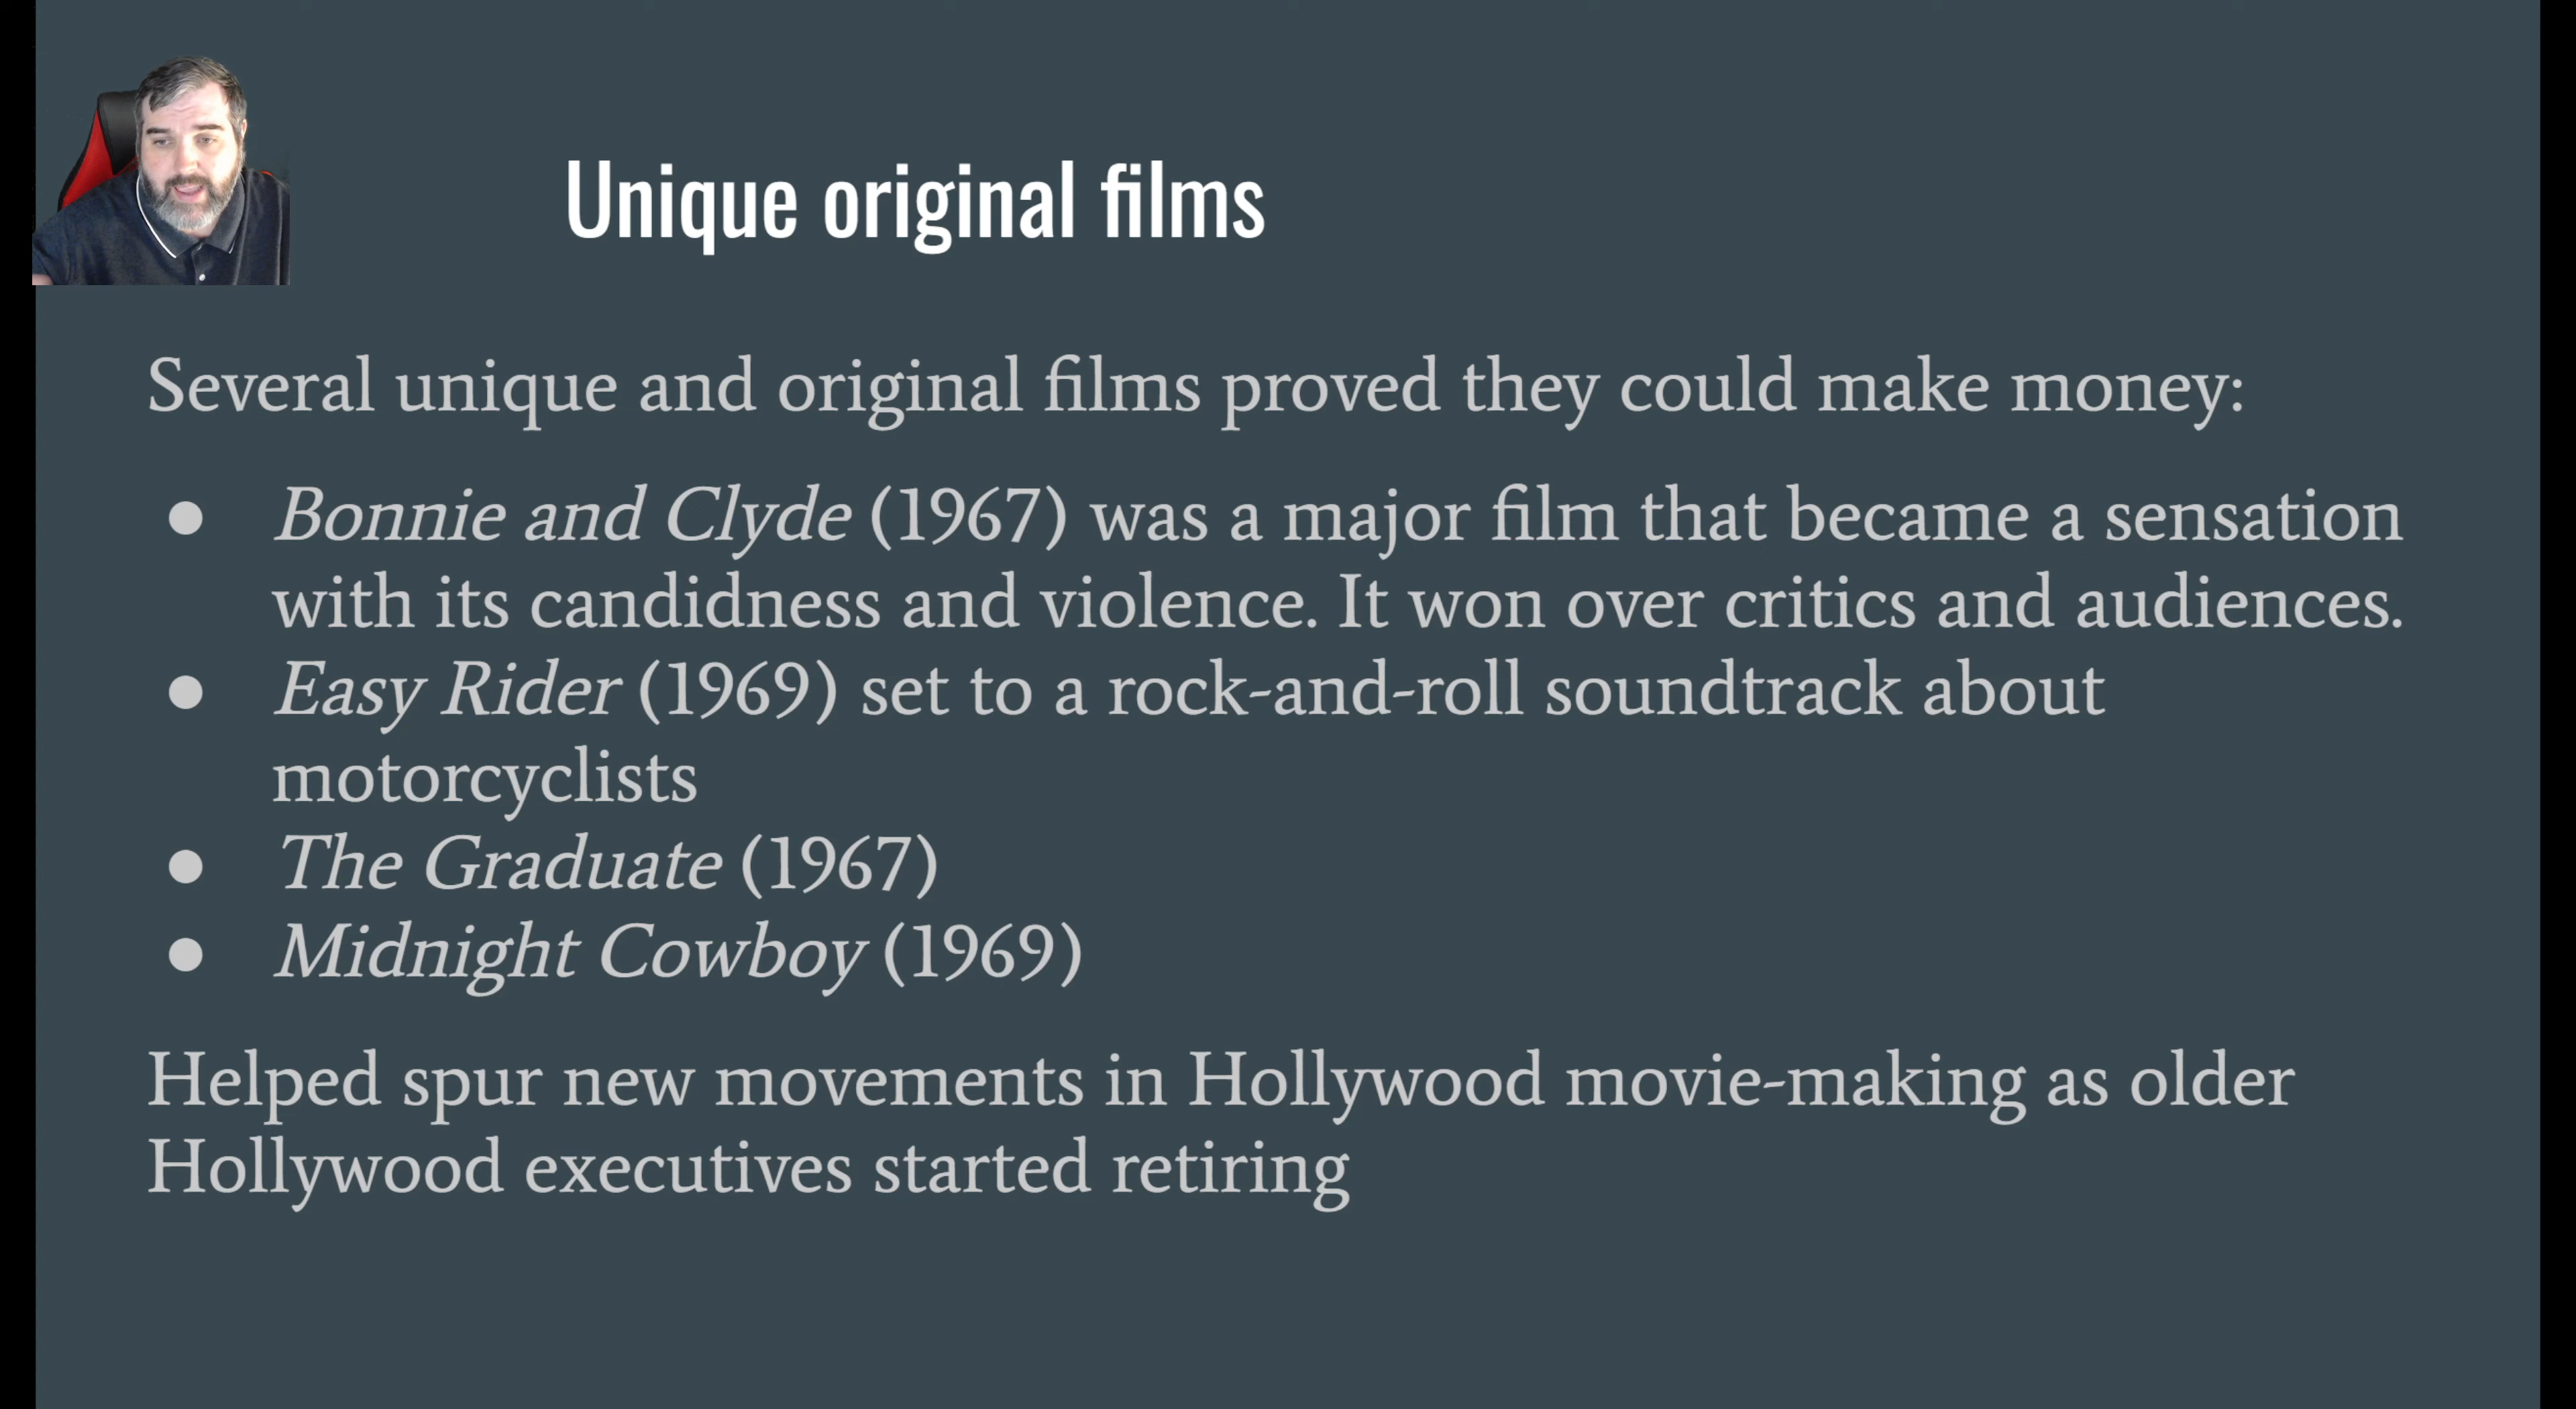 Unique original films
Several unique and original films proved they could make money:
● Bonnie and Clyde (1967) was a major film that became a sensation
with its candidness and violence. It won over critics and audiences.
● Easy Rider (1969) set to a rock-and-roll soundtrack about
motorcyclists
● The Graduate (1967)
● Midnight Cowboy (1969)
Helped spur new movements in Hollywood movie-making as older
Hollywood executives started retiring